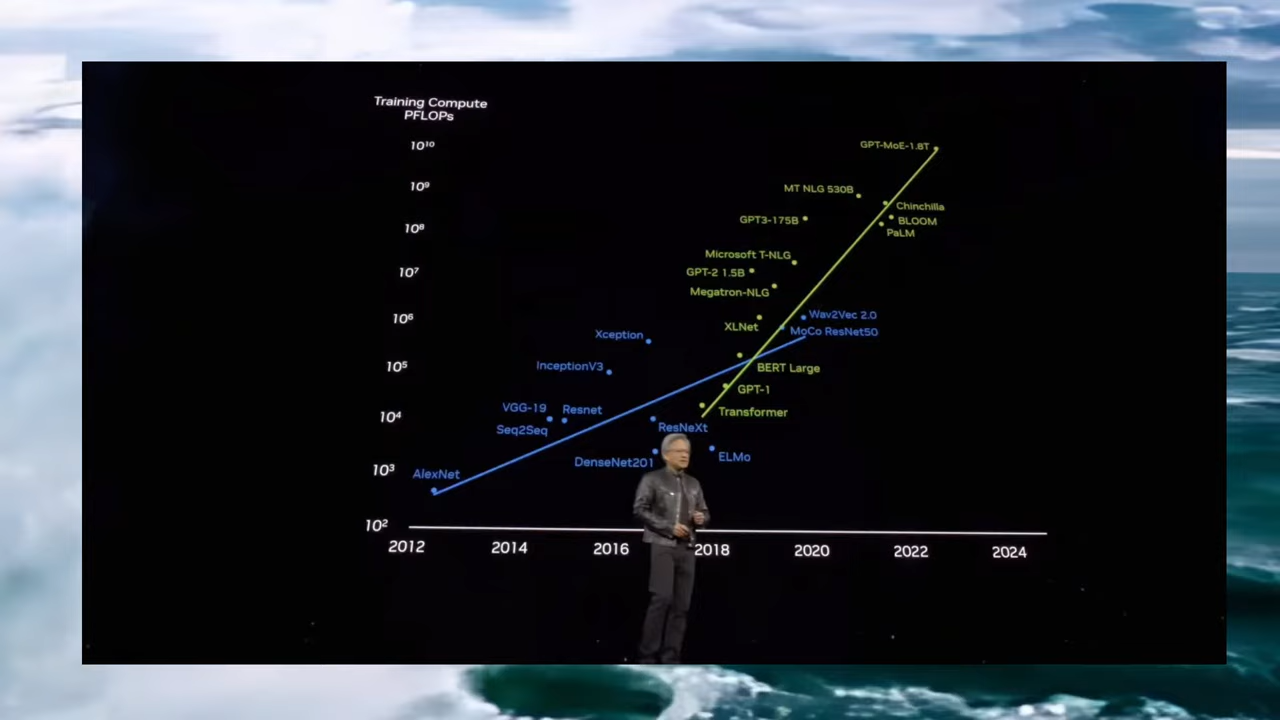 Training Compute
PFLOPs
10¹⁰
GPT-MoE-1.8T
10⁹
MT NLG 530B
Chinchilla
GPT3-175B
BLOOM
10⁸
PaLM
Microsoft T-NLG
10⁷
GPT-2 1.5B
Megatron-NLG
10⁶
Wav2Vec 2.0
XLNet
MoCo ResNet50
Xception
10⁵
InceptionV3
BERT Large
GPT-1
VGG-19
Resnet
Transformer
10⁴
Seq2Seq
ResNeXt
ELMo
DenseNet201
10³
AlexNet
10²
2012
2014
2016
2018
2020
2022
2024